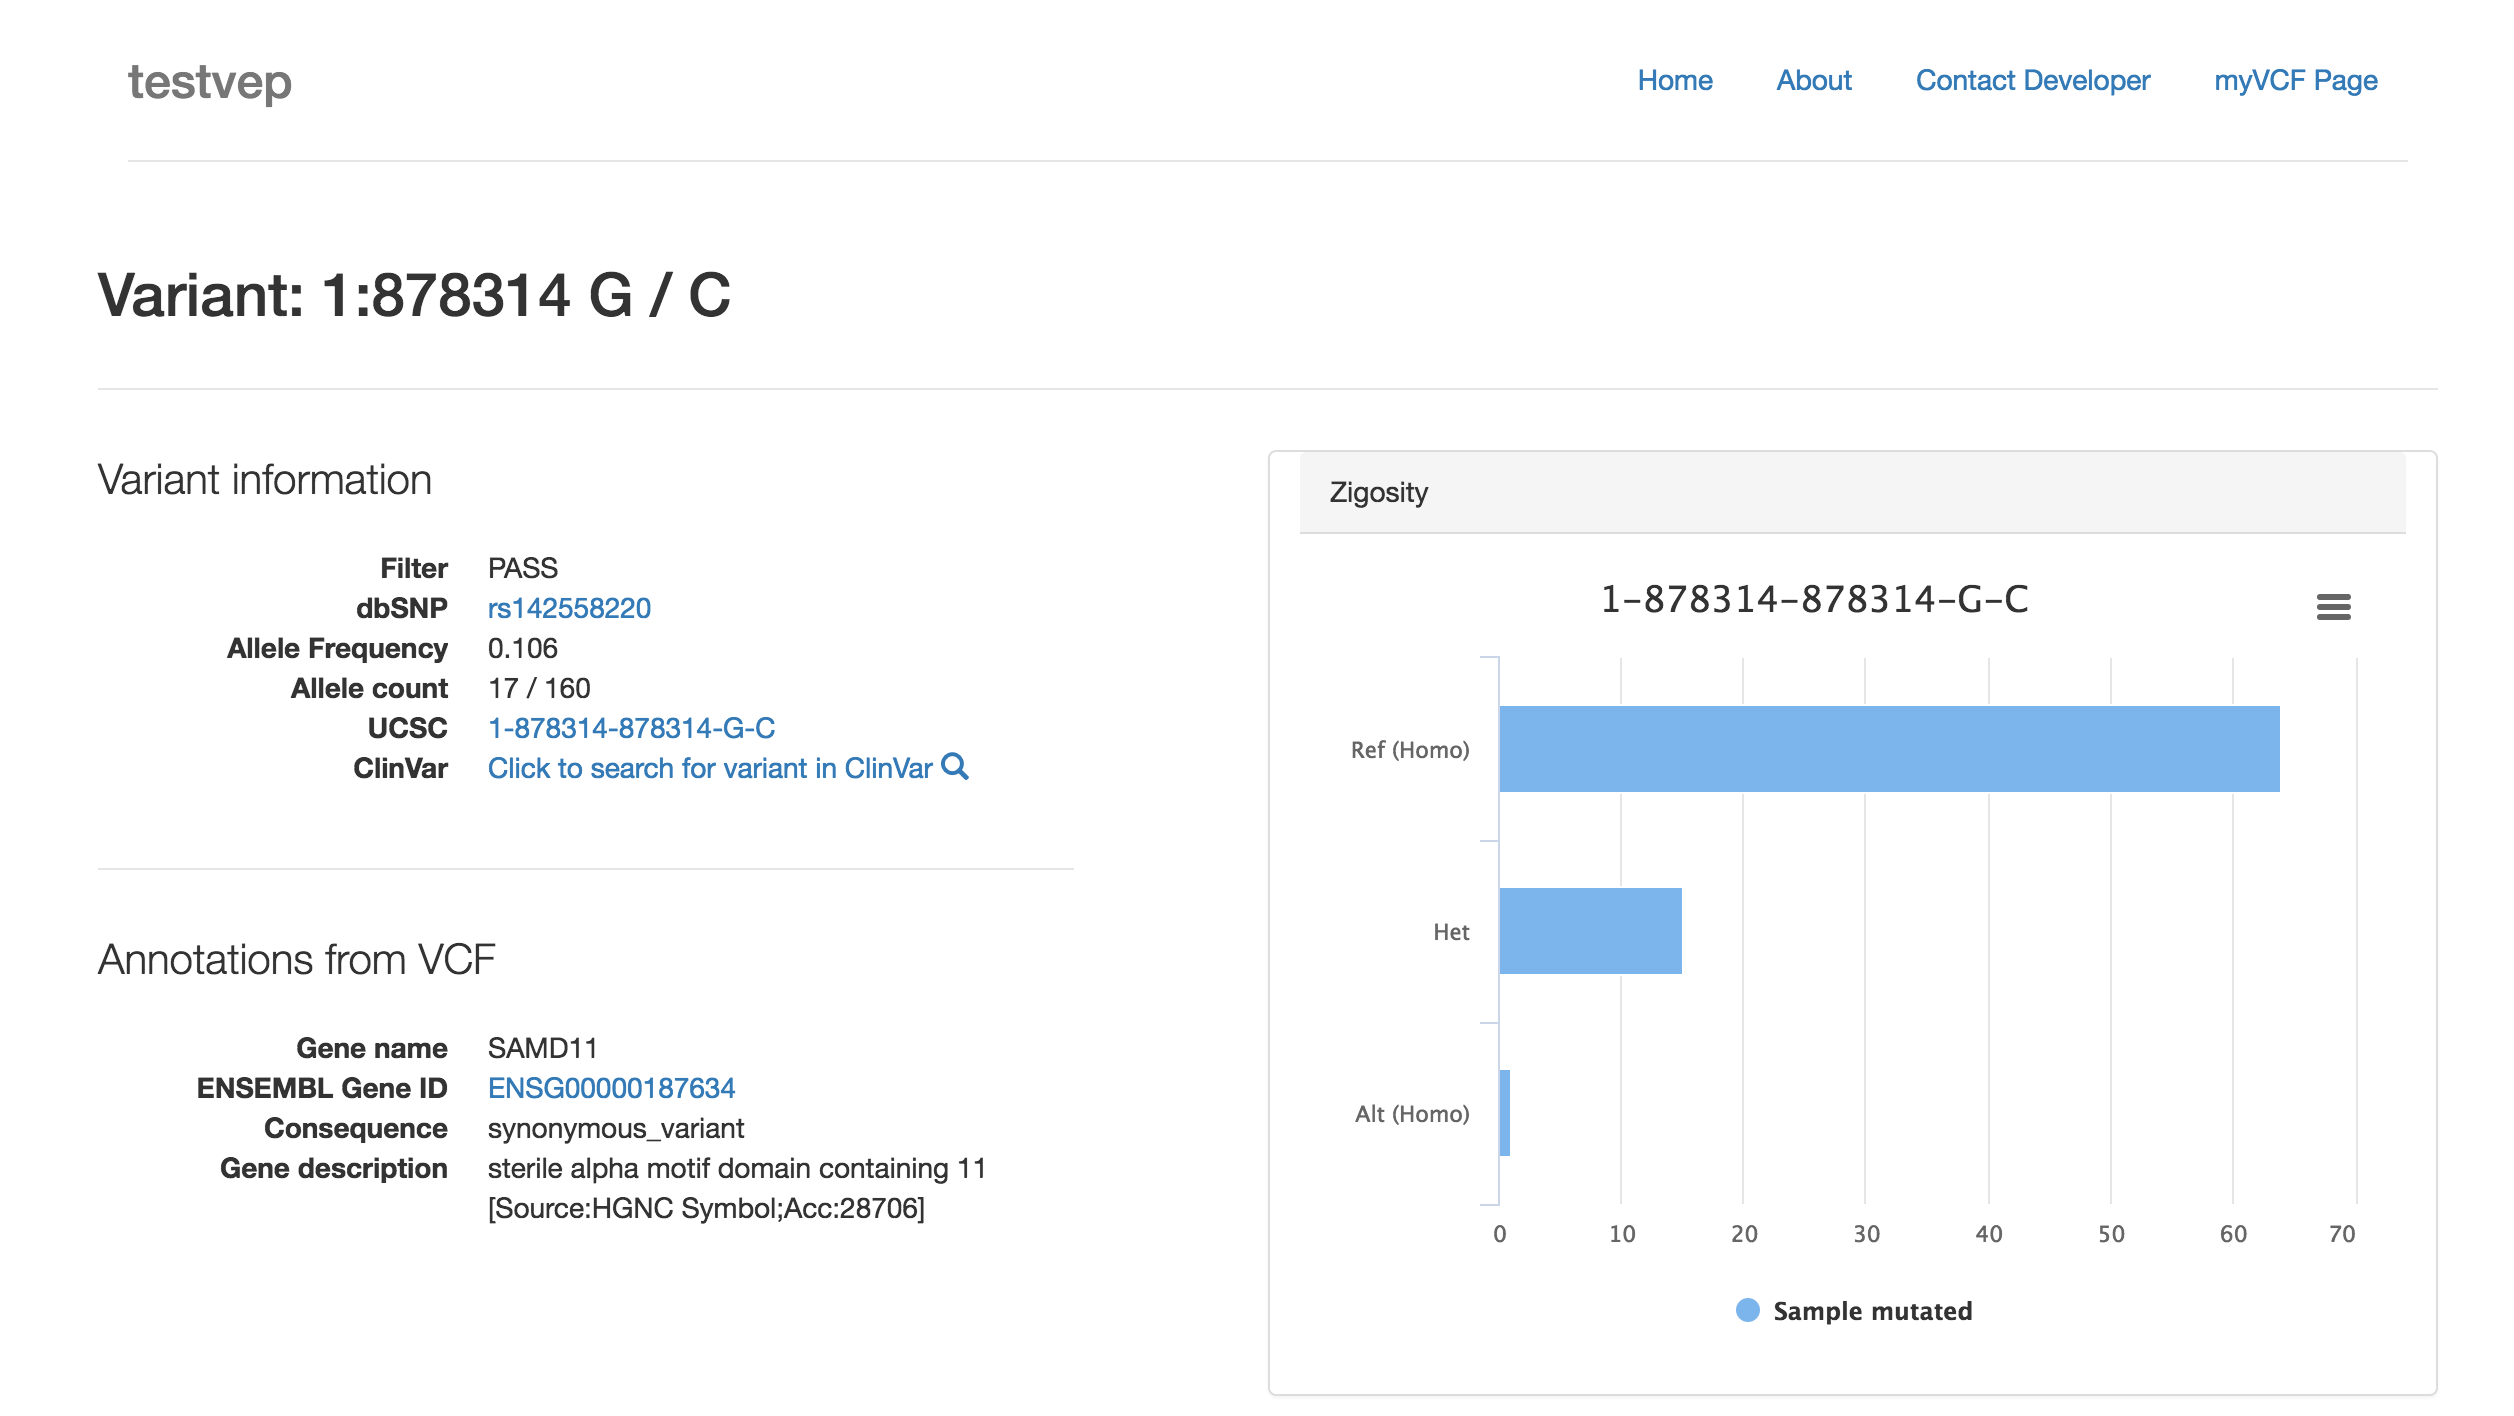 testvep
Home About Contact Developer myVCF Page
Variant: 1:878314 G / C
Variant information
Filter PASS
dbSNP rs142558220
Allele Frequency 0.106
Allele count 17 / 160
UCSC 1-878314-878314-G-C
ClinVar Click to search for variant in ClinVar
Annotations from VCF
Gene name SAMD11
ENSEMBL Gene ID ENSG00000187634
Consequence synonymous_variant
Gene description sterile alpha motif domain containing 11
[Source:HGNC Symbol;Acc:28706]
Zigosity
1-878314-878314-G-C
Ref (Homo)
Het
Alt (Homo)
0 10 20 30 40 50 60 70
Sample mutated